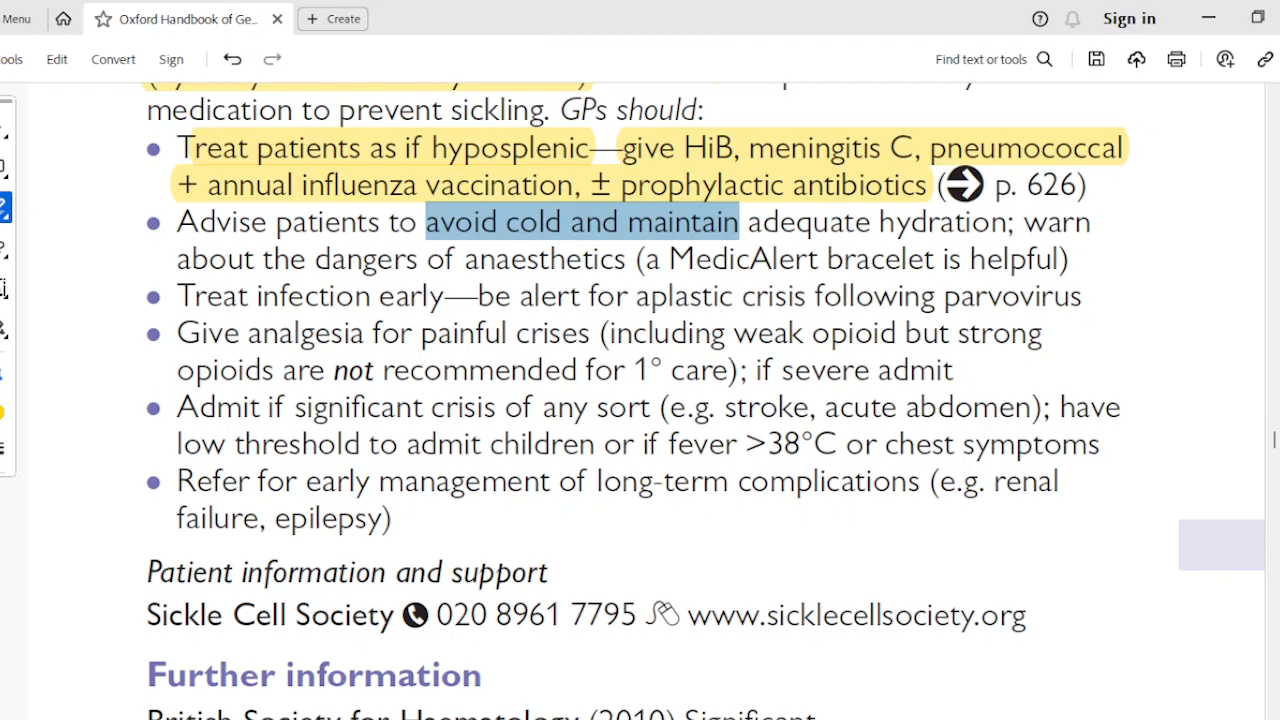 Menu
Oxford Handbook of Ge...
Create
Sign in
ools
Edit
Convert
Sign
Find text or tools
medication to prevent sickling. GPs should:
• Treat patients as if hyposplenic—give HiB, meningitis C, pneumococcal
+ annual influenza vaccination, ± prophylactic antibiotics ( p. 626)
• Advise patients to avoid cold and maintain adequate hydration; warn
about the dangers of anaesthetics (a MedicAlert bracelet is helpful)
• Treat infection early—be alert for aplastic crisis following parvovirus
• Give analgesia for painful crises (including weak opioid but strong
opioids are not recommended for 1° care); if severe admit
• Admit if significant crisis of any sort (e.g. stroke, acute abdomen); have
low threshold to admit children or if fever >38°C or chest symptoms
• Refer for early management of long-term complications (e.g. renal
failure, epilepsy)
Patient information and support
Sickle Cell Society 020 8961 7795 www.sicklecellsociety.org
Further information
British Society for Haematology (2010) Significant